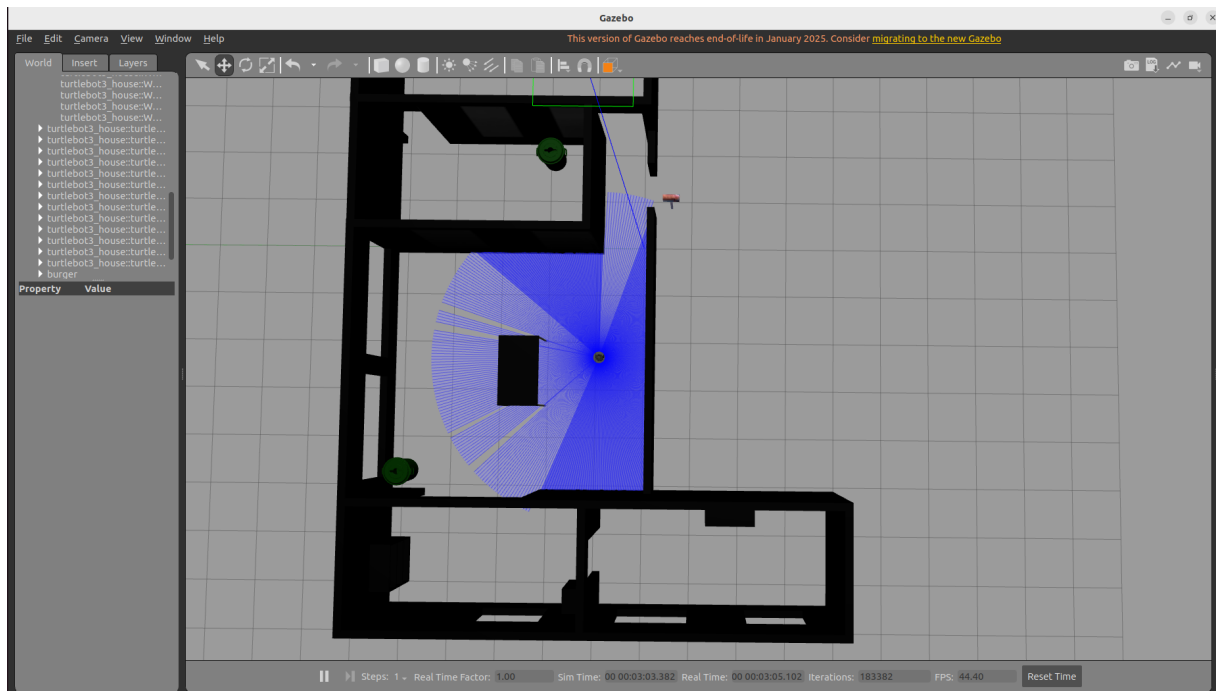 Gazebo
File Edit Camera View Window Help
This version of Gazebo reaches end-of-life in January 2025. Consider migrating to the new Gazebo
World Insert Layers
turtlebot3_house::W...
turtlebot3_house::W...
turtlebot3_house::W...
turtlebot3_house::turtle...
turtlebot3_house::turtle...
turtlebot3_house::turtle...
turtlebot3_house::turtle...
turtlebot3_house::turtle...
turtlebot3_house::turtle...
turtlebot3_house::turtle...
turtlebot3_house::turtle...
turtlebot3_house::turtle...
turtlebot3_house::turtle...
turtlebot3_house::turtle...
turtlebot3_house::turtle...
turtlebot3_house::turtle...
burger
Property Value
Steps: 1 Real Time Factor: 1.00 Sim Time: 00 00:03:03.382 Real Time: 00 00:03:05.102 Iterations: 183382 FPS: 44.40 Reset Time